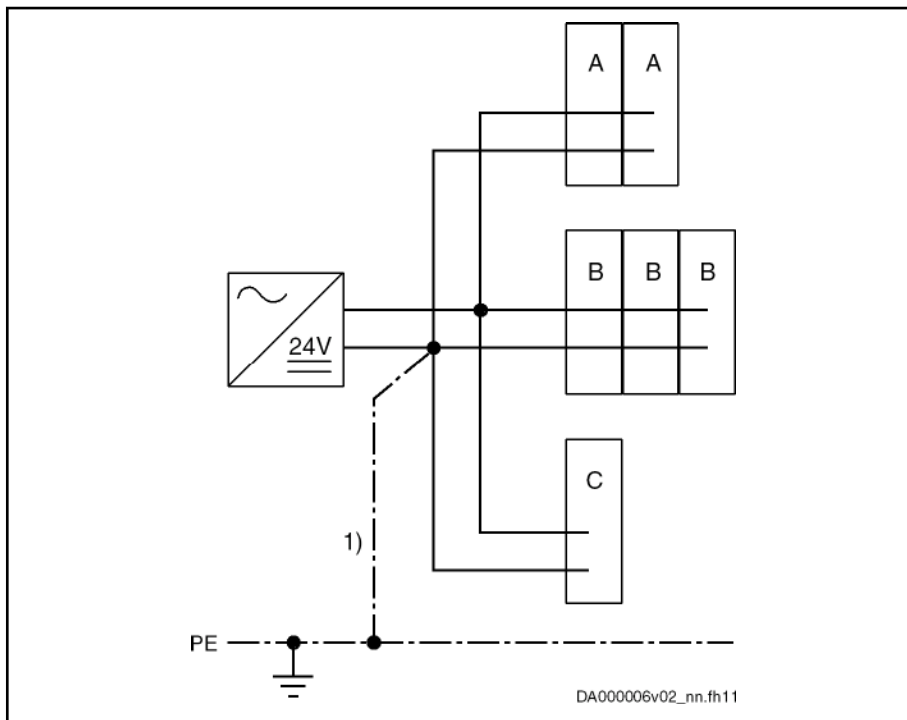 A A
B B B
24V
C
1)
PE
DA000006v02_nn.fh11